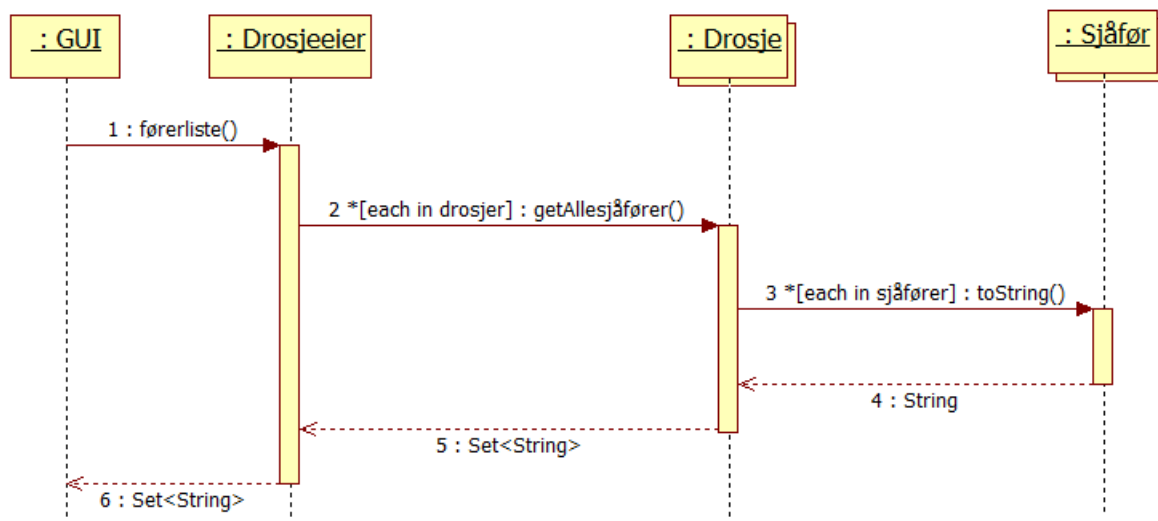 : GUI
: Drosjeeier
: Drosje
: Sjåfør
1 : førerliste()
2 *[each in drosjer] : getAllesjåfører()
3 *[each in sjåfører] : toString()
4 : String
5 : Set<String>
6 : Set<String>